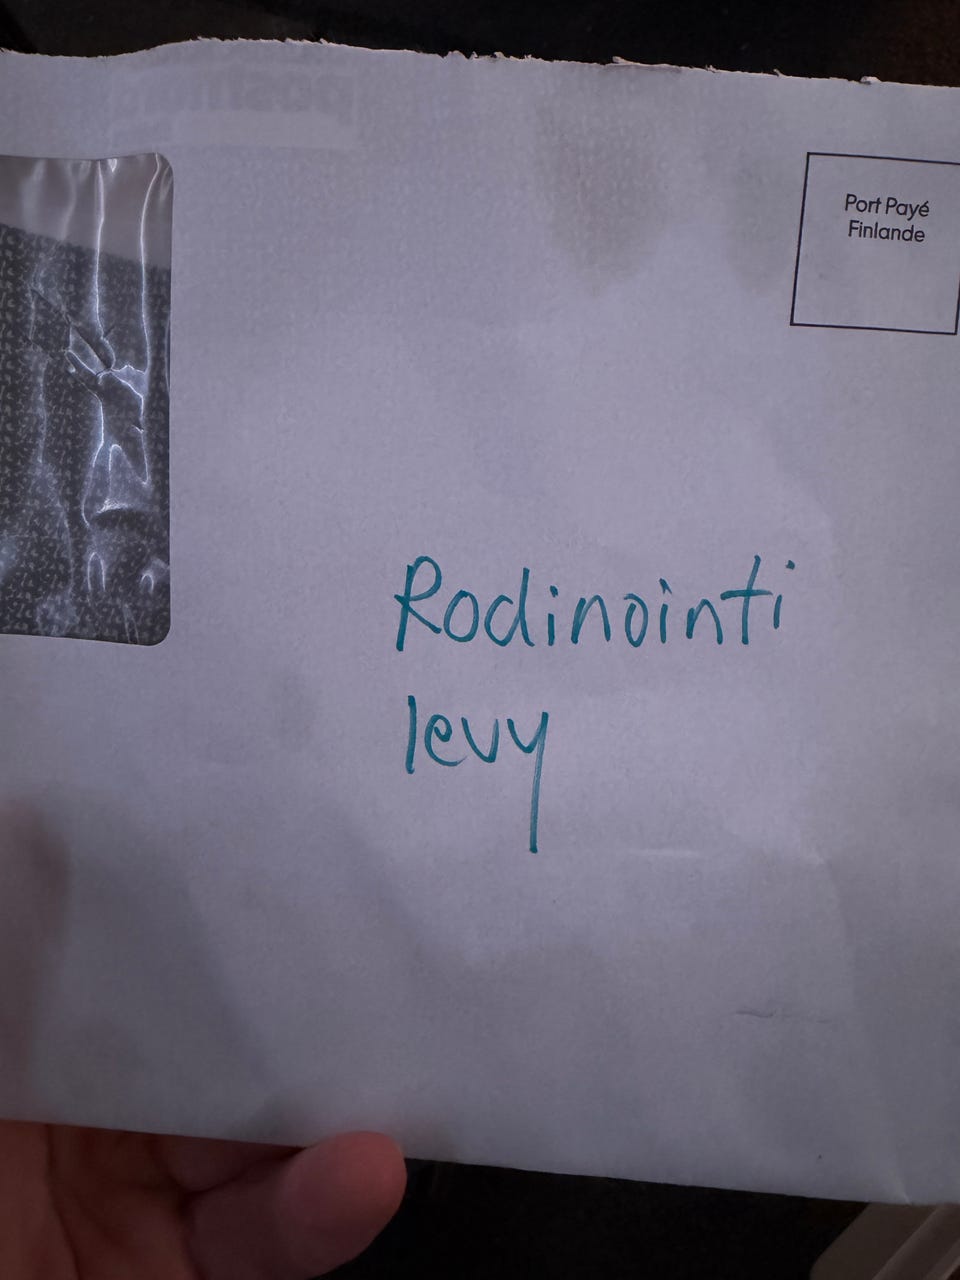 Port Payé
Finlande
Rodinointi
levy